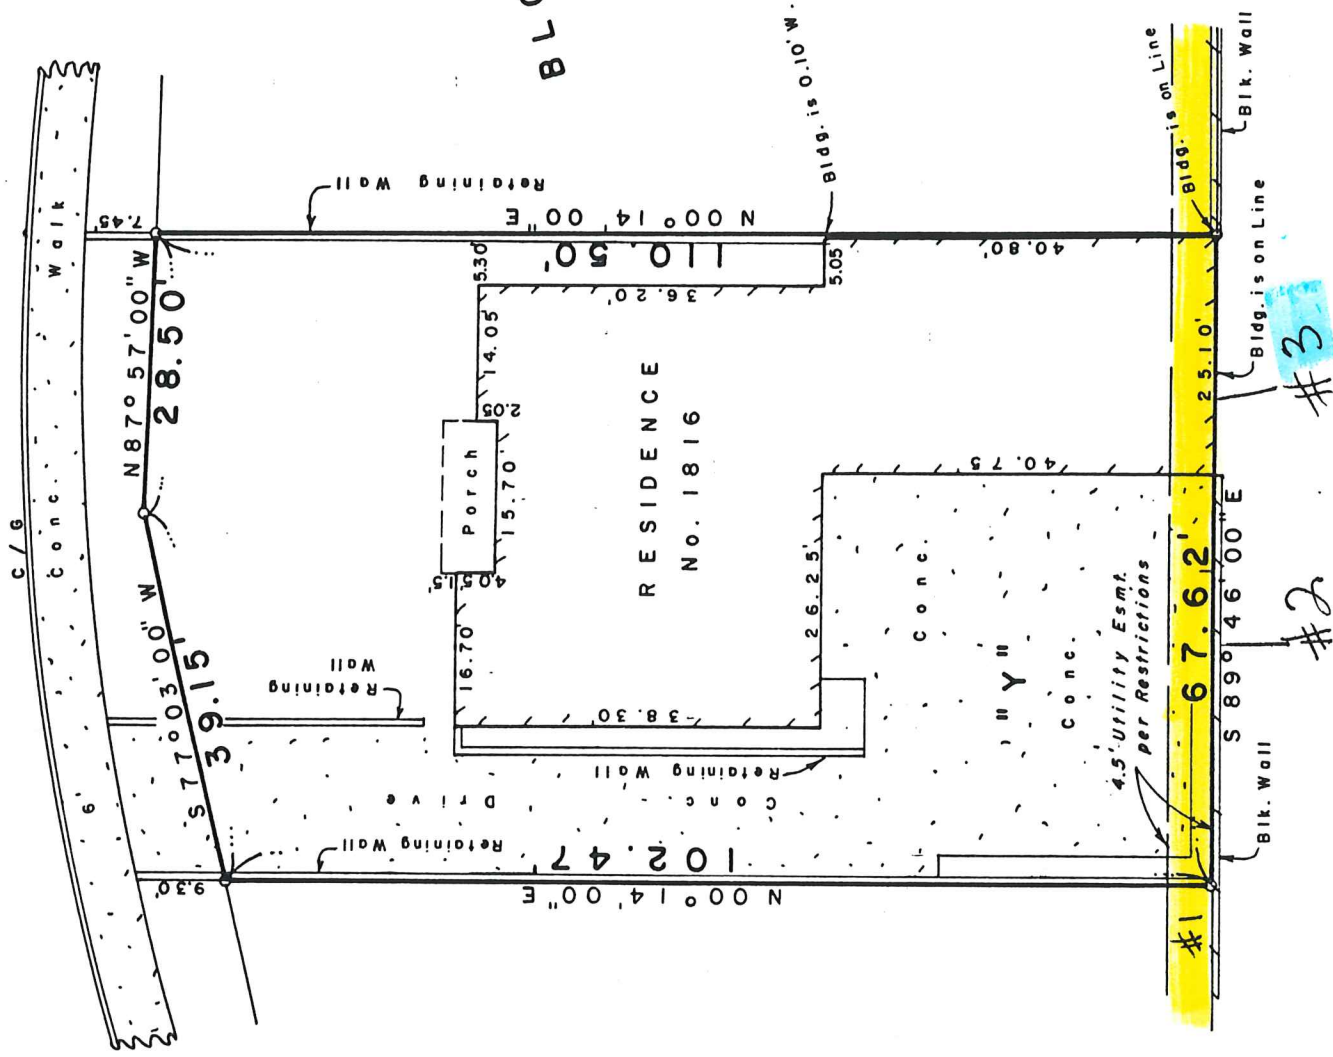 C/G
BLO
Conc. Walk
7.45'
N87° 57' 00" W
28.50'
S 77° 03' 00" W
39.15'
6'
9.30'
Retaining
Wall
N 00° 14' 00" E
110.50'
5.30'
14.05'
2.05'
Porch
15.70'
4.05'
1.5'
16.70'
36.20'
5.05'
Bldg. is 0.10' W.
RESIDENCE
No. 1816
Retaining
Wall
38.30
26.25'
40.75
40.80'
Retaining Wall
Conc. Drive
Retaining Wall
102.47'
N 00° 14' 00" E
Conc.
"Y"
Conc.
4.5' Utility Esmt.
per Restrictions
67.62'
S 89° 46' 00" E
25.10'
Bldg. is on Line
Bldg. is on Line
Blk. Wall
Blk. Wall
#1
#2
#3